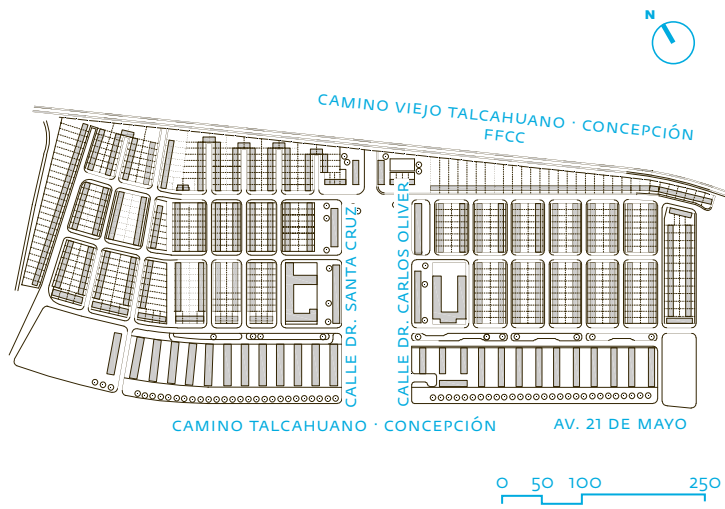 N
CAMINO VIEJO TALCAHUANO · CONCEPCIÓN
FFCC
CALLE DR. SANTA CRUZ
CALLE DR. CARLOS OLIVER
CAMINO TALCAHUANO · CONCEPCIÓN
AV. 21 DE MAYO
0 50 100 250